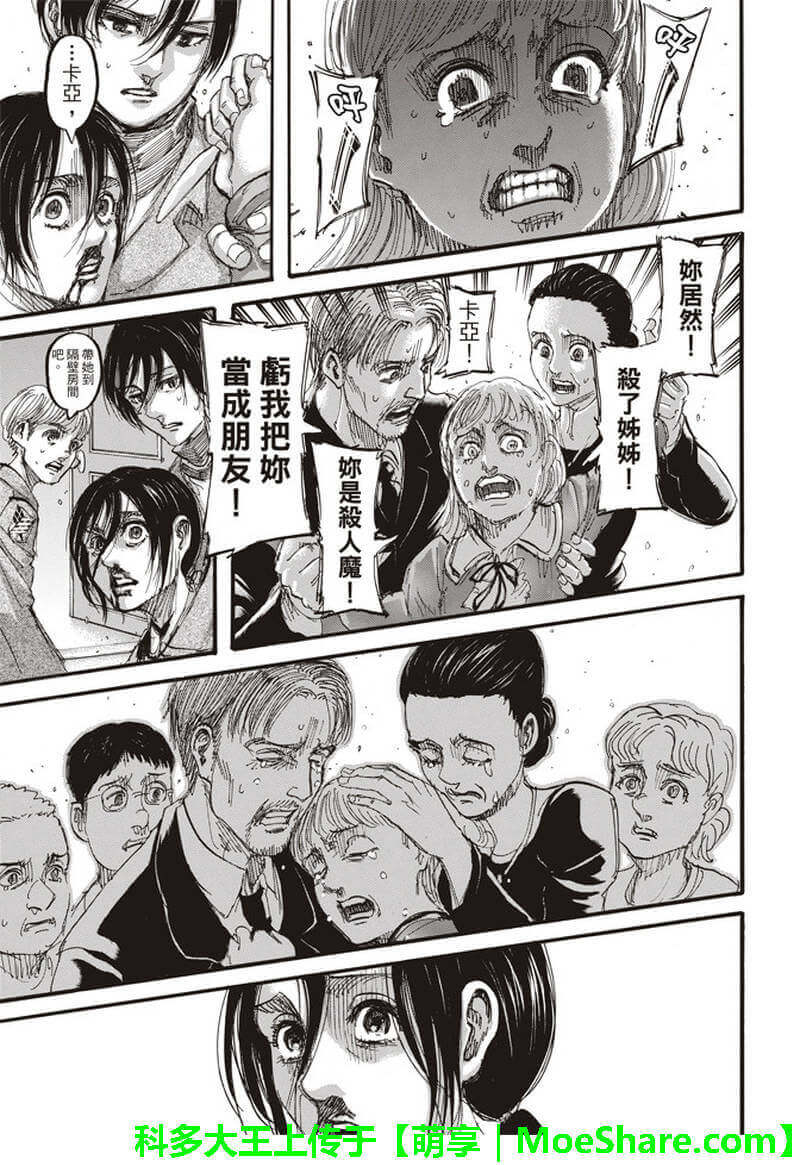 呼
呼
…卡亞，
妳居然！
殺了姊姊！
卡亞！
妳是殺人魔！
虧我把妳
當成朋友！
帶她到
隔壁房間
吧。
科多大王上传于【萌享】MoeShare.com】